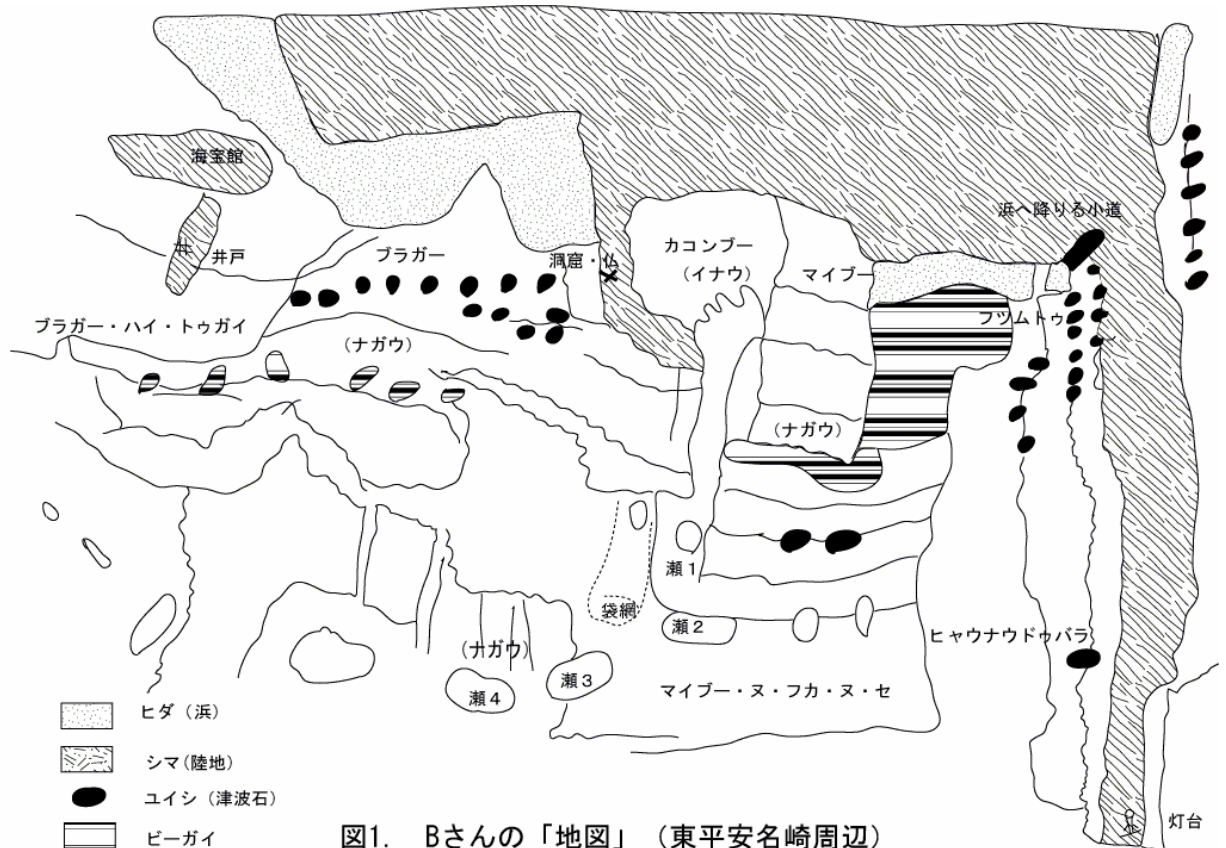 海宝館
井
井戸
ブラガー
洞窟・仏
カコンブー
(イナウ)
マイブー
浜へ降りる小道
フツムトゥ
ブラガー・ハイ・トゥガイ
(ナガウ)
(ナガウ)
瀬1
袋網
瀬2
ヒャウナウドゥバラ
(ナガウ)
瀬3
瀬4
マイブー・ヌ・フカ・ヌ・セ
ヒダ(浜)
シマ(陸地)
ユイシ(津波石)
ビーガイ
灯台
図1. Bさんの「地図」(東平安名崎周辺)